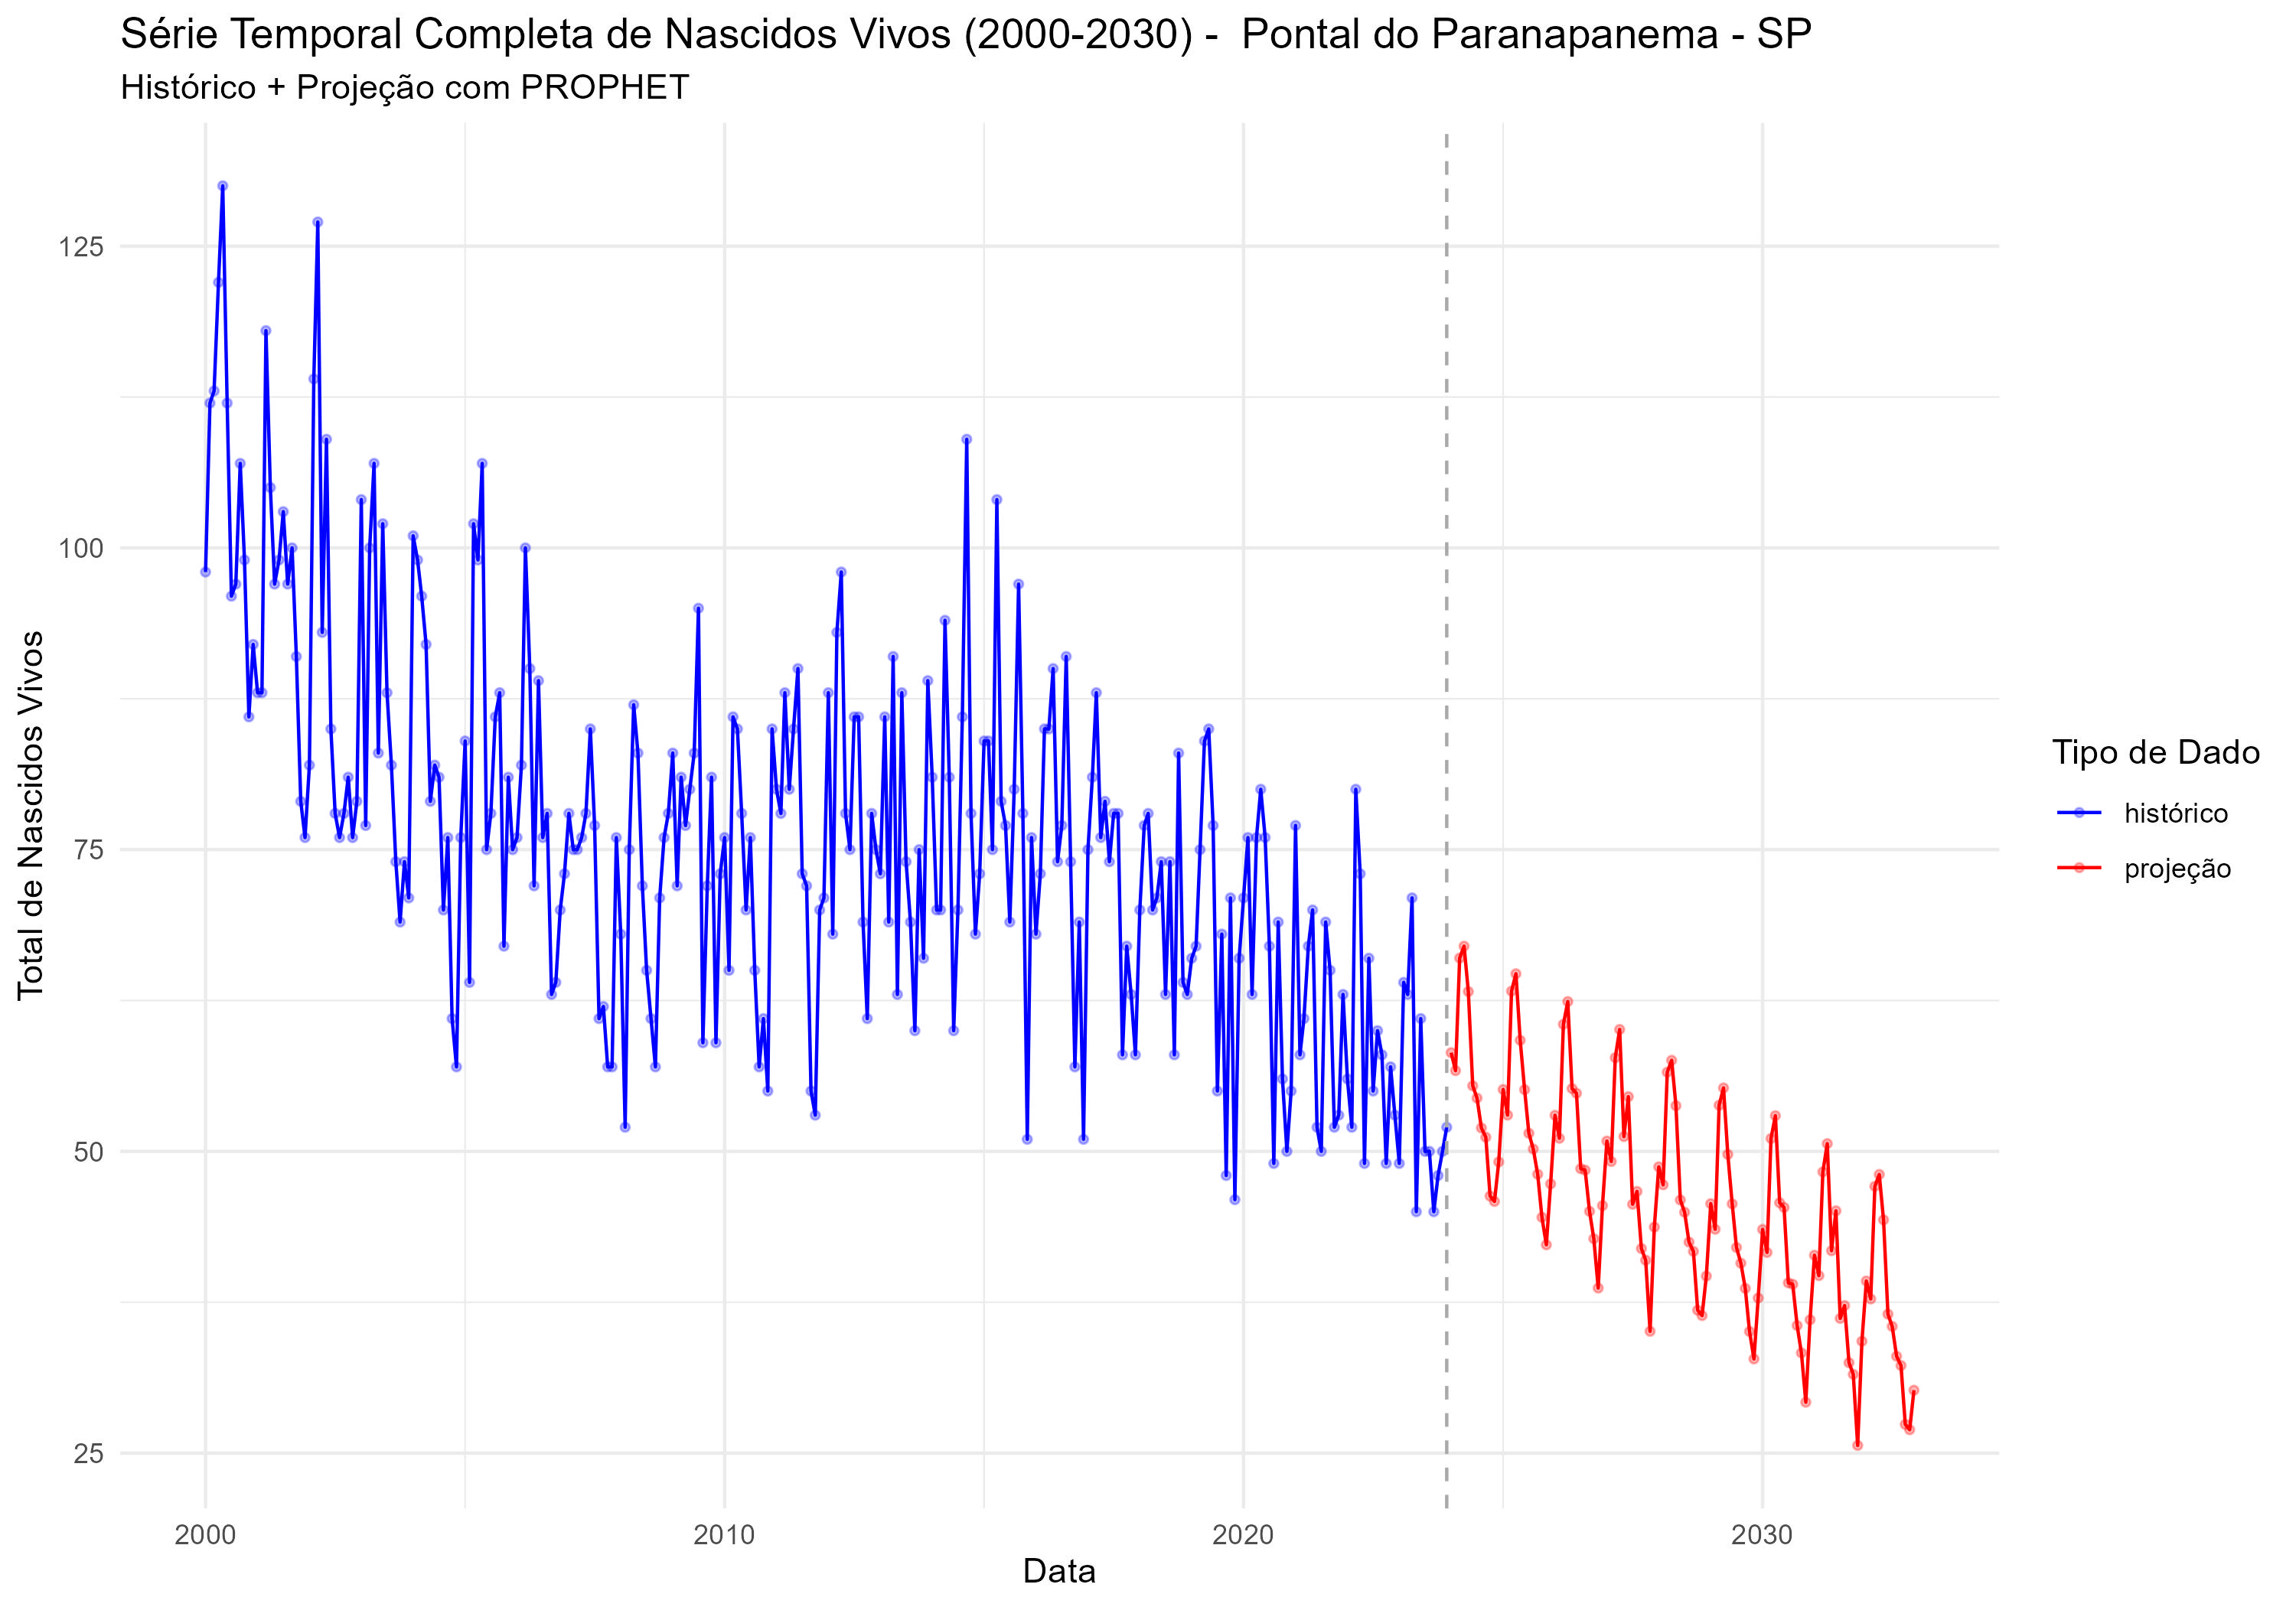 Série Temporal Completa de Nascidos Vivos (2000-2030) -  Pontal do Paranapanema - SP
Histórico + Projeção com PROPHET
Total de Nascidos Vivos
125
100
75
50
25
2000
2010
2020
2030
Data
Tipo de Dado
histórico
projeção